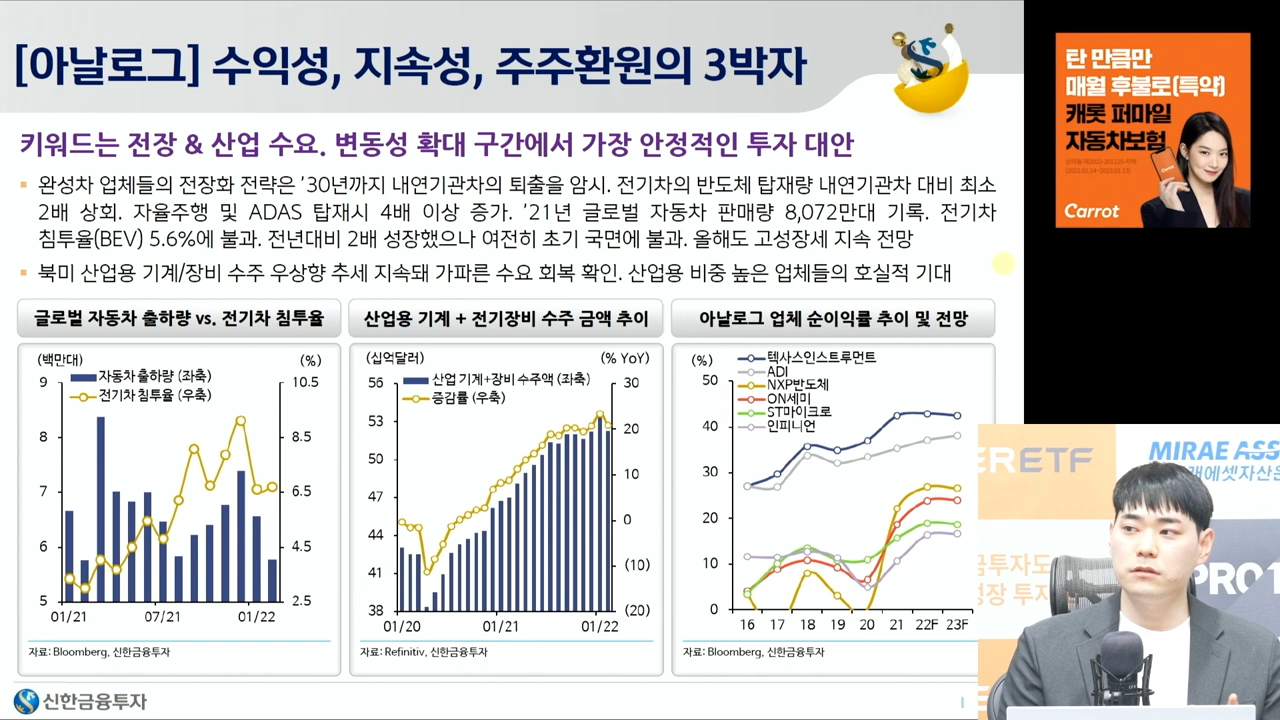 [아날로그] 수익성, 지속성, 주주환원의 3박자
키워드는 전장 & 산업 수요. 변동성 확대 구간에서 가장 안정적인 투자 대안
완성차 업체들의 전장화 전략은 '30년까지 내연기관차의 퇴출을 암시. 전기차의 반도체 탑재량 내연기관차 대비 최소
2배 상회. 자율주행 및 ADAS 탑재시 4배 이상 증가. '21년 글로벌 자동차 판매량 8,072만대 기록. 전기차
침투율(BEV) 5.6%에 불과. 전년대비 2배 성장했으나 여전히 초기 국면에 불과. 올해도 고성장세 지속 전망
북미 산업용 기계/장비 수주 우상향 추세 지속돼 가파른 수요 회복 확인. 산업용 비중 높은 업체들의 호실적 기대
글로벌 자동차 출하량 vs. 전기차 침투율
(백만대)
(%)
자동차 출하량 (좌축)
전기차 침투율 (우축)
9
8
7
6
5
10.5
8.5
6.5
4.5
2.5
01/21
07/21
01/22
자료: Bloomberg, 신한금융투자
산업용 기계 + 전기장비 수주 금액 추이
(십억달러)
(% YoY)
산업 기계+장비 수주액 (좌축)
증감률 (우축)
56
53
50
47
44
41
38
30
20
10
0
(10)
(20)
01/20
01/21
01/22
자료: Refinitiv, 신한금융투자
아날로그 업체 순이익률 추이 및 전망
(%)
텍사스인스트루먼트
ADI
NXP반도체
ON세미
ST마이크로
인피니언
50
40
30
20
10
0
16
17
18
19
20
21
22F
23F
자료: Bloomberg, 신한금융투자
신한금융투자
탄 만큼만
매월 후불로(특약)
캐롯 퍼마일
자동차보험
Carrot
Carrot
ERETF
MIRAE ASS
래에셋자산운
금투자도
성장 투자
PRO 1